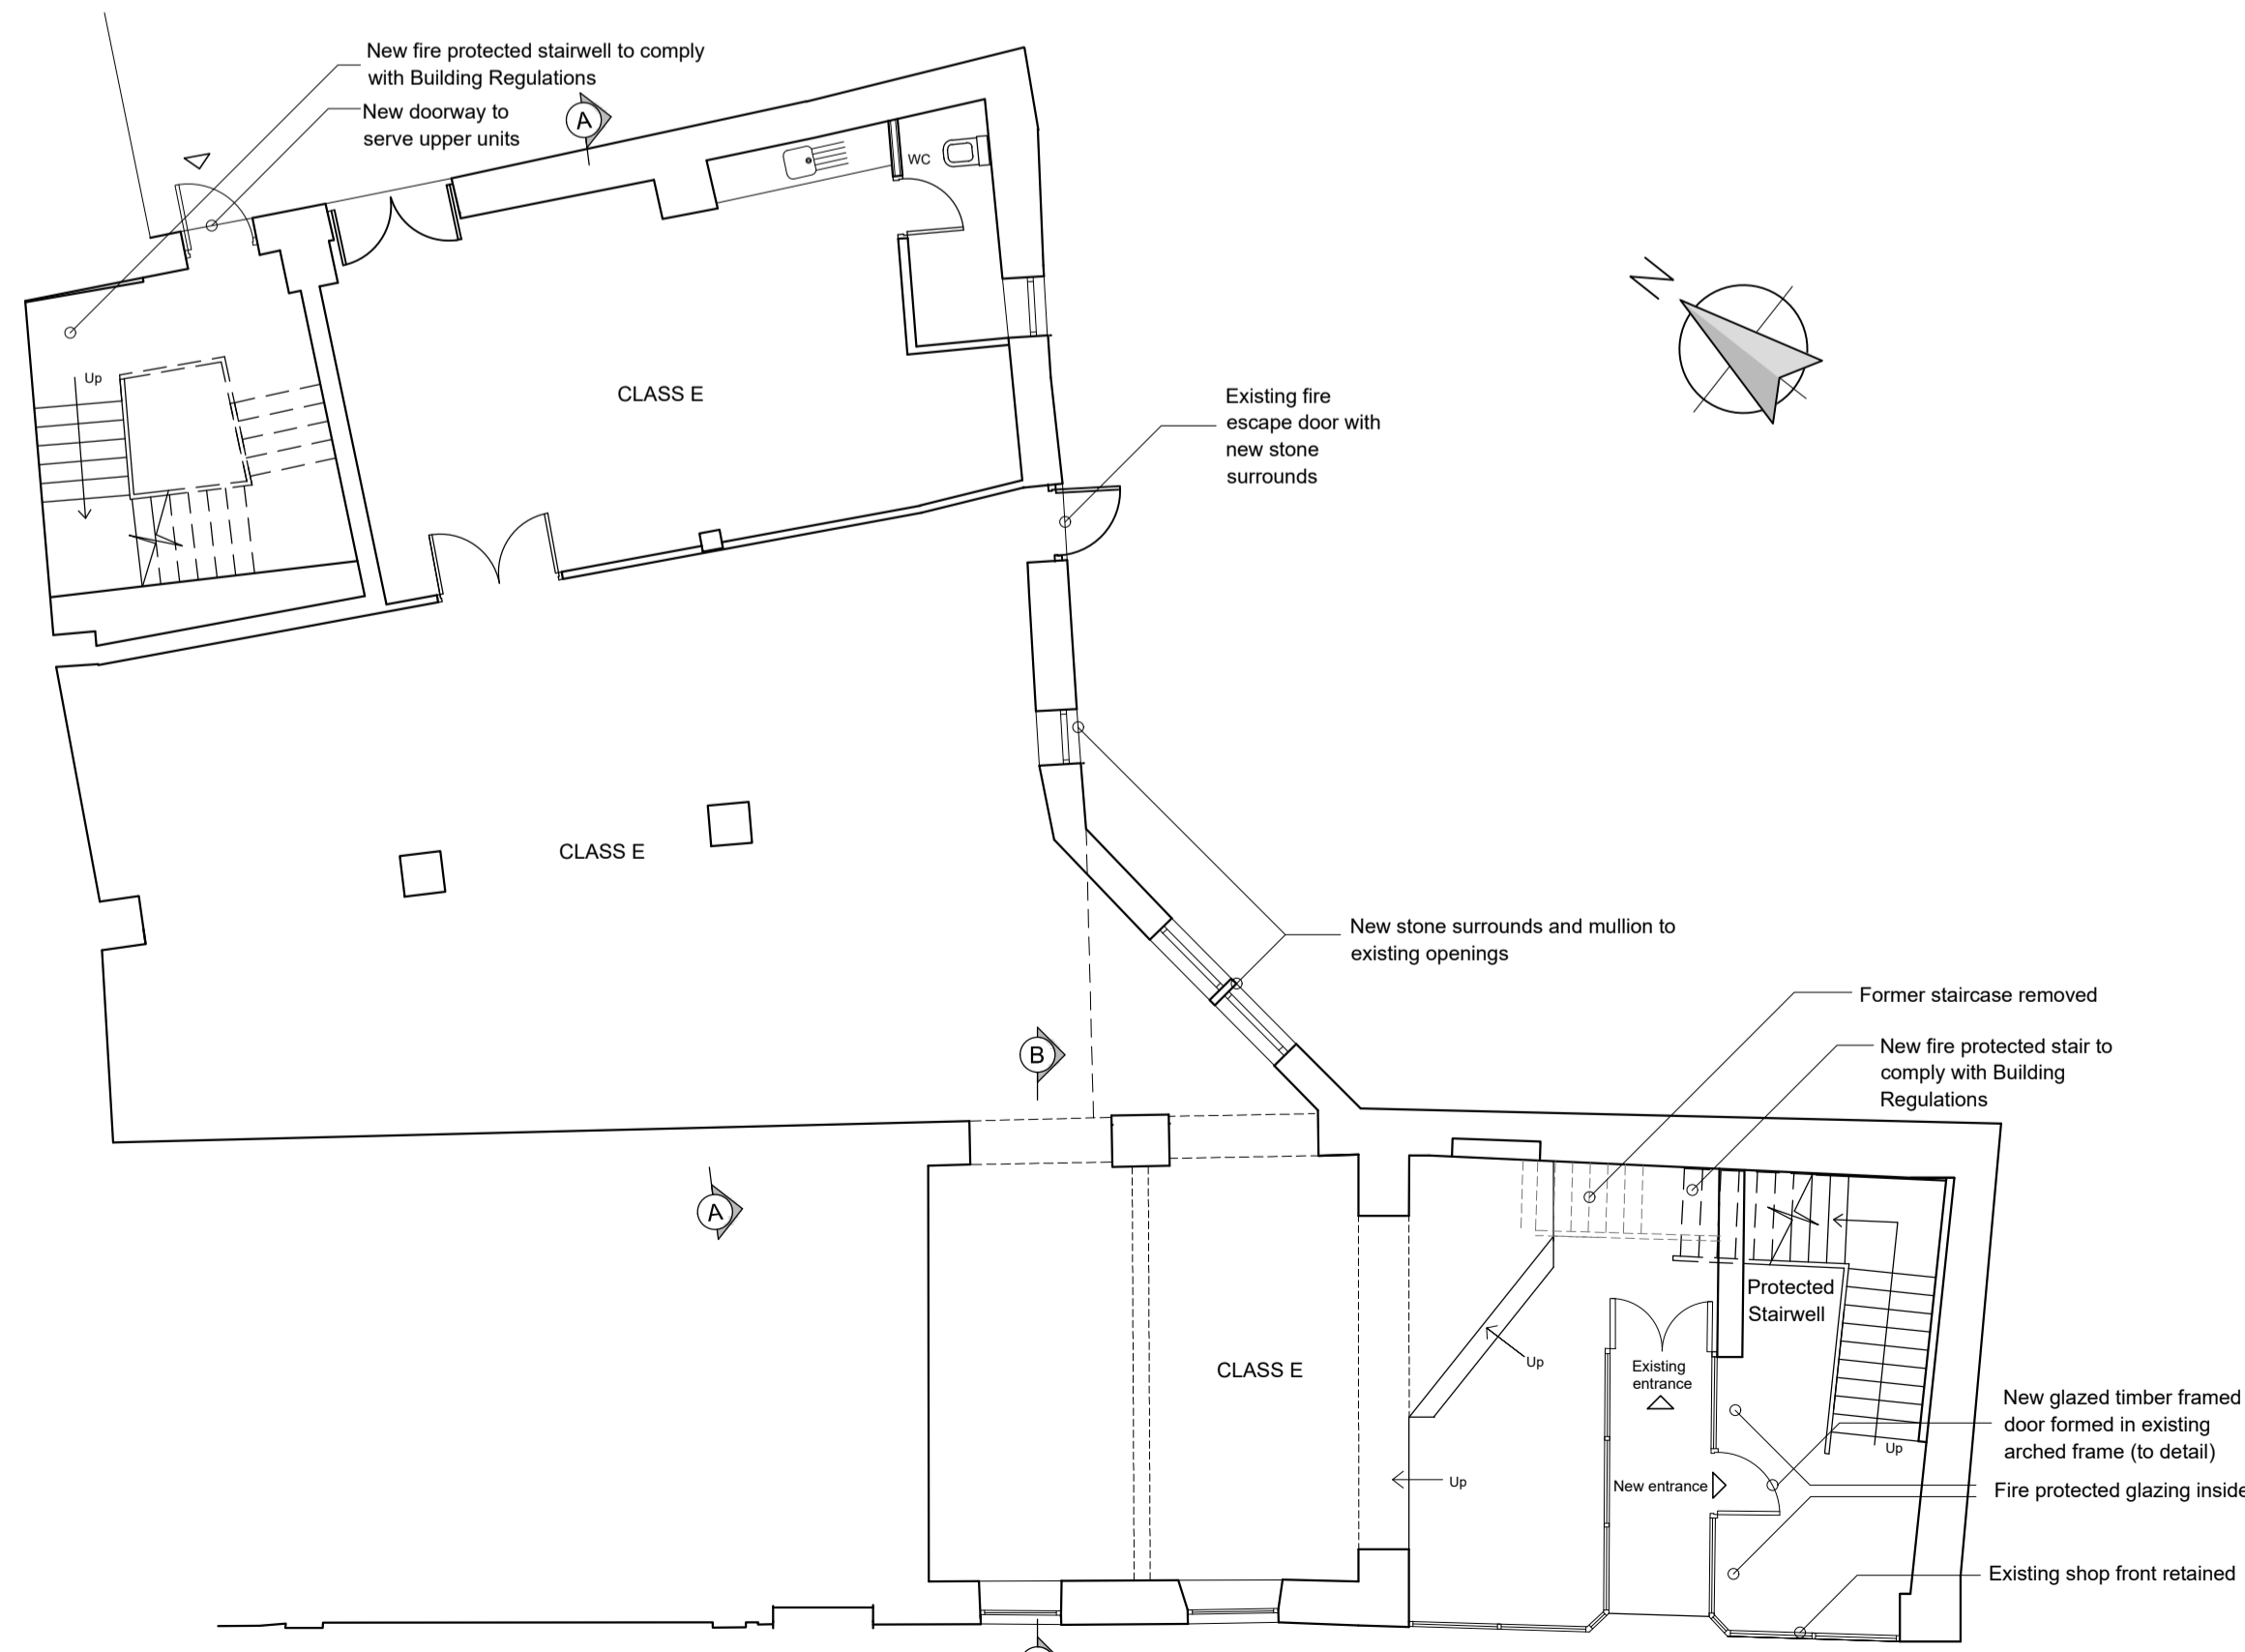 New fire protected stairwell to comply
with Building Regulations
New doorway to
serve upper units
A
WC
N
Up
CLASS E
Existing fire
escape door with
new stone
surrounds
CLASS E
New stone surrounds and mullion to
existing openings
Former staircase removed
B
New fire protected stair to
comply with Building
Regulations
A
Protected
Stairwell
CLASS E
Up
Existing
entrance
New glazed timber framed
door formed in existing
arched frame (to detail)
Up
Up
New entrance
Fire protected glazing inside
Existing shop front retained